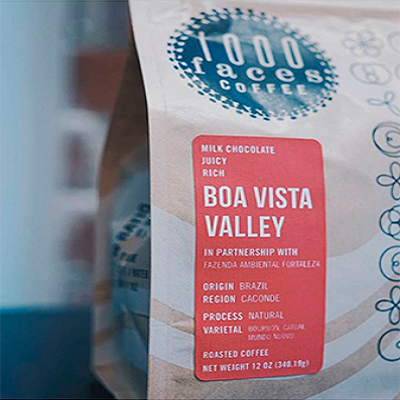 1000
faces
COFFEE
MILK CHOCOLATE
JUICY
RICH
BOA VISTA
VALLEY
IN PARTNERSHIP WITH
FAZENDA AMBIENTAL FORTALEZA
ORIGIN BRAZIL
REGION CACONDE
PROCESS NATURAL
VARIETAL BOURBON, CATUAI,
MUNDO NOVO
ROASTED COFFEE
NET WEIGHT 12 OZ (340.19g)